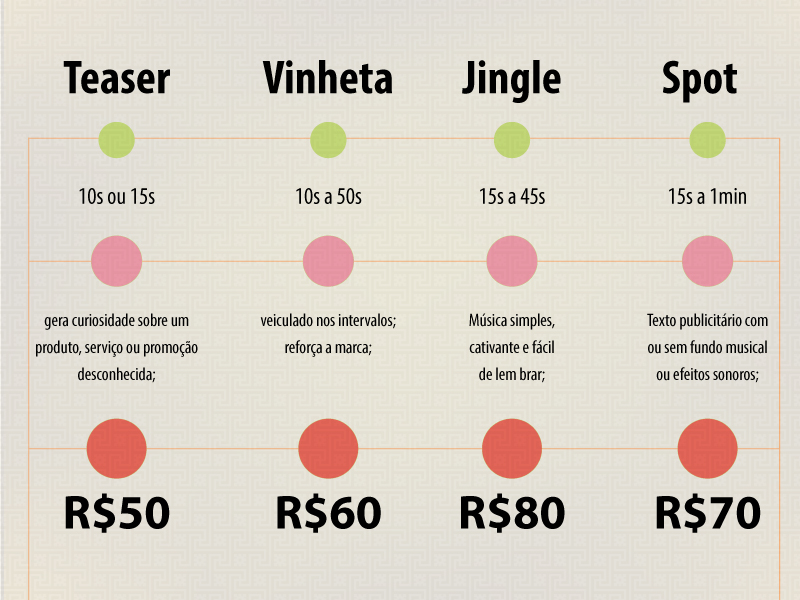 Teaser
Vinheta
Jingle
Spot
10s ou 15s
10s a 50s
15s a 45s
15s a 1min
gera curiosidade sobre um
produto, serviço ou promoção
desconhecida;
veiculado nos intervalos;
reforça a marca;
Música simples,
cativante e fácil
de lem brar;
Texto publicitário com
ou sem fundo musical
ou efeitos sonoros;
R$50
R$60
R$80
R$70